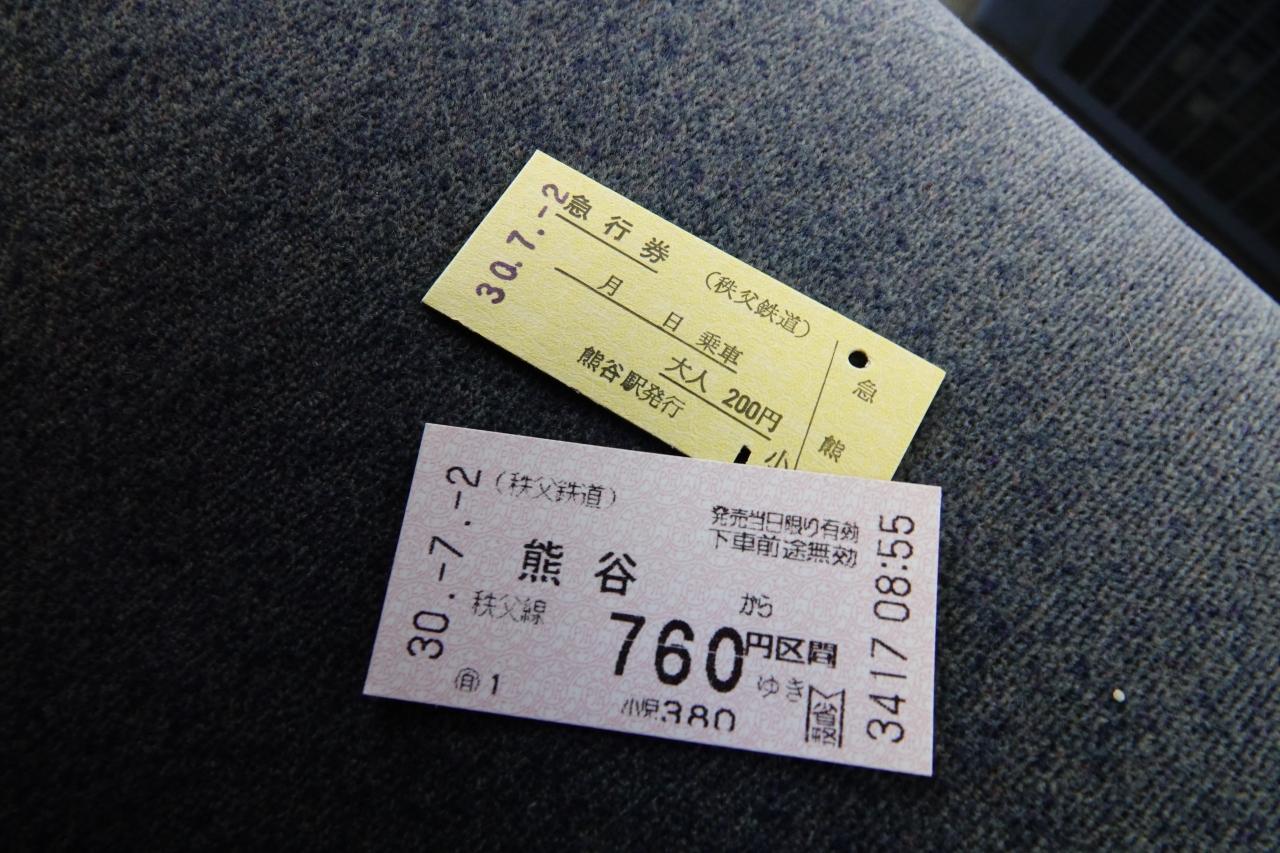 30.7.-2
急行券
(秩父鉄道)
月
日 乗車
大人 200円
熊谷駅発行
小
急
熊
30.-7.-2
(秩父鉄道)
発売当日限り有効
下車前途無効
熊谷
から
秩父線
760円区間
ゆき
㊒1
小児380
3417 08:55